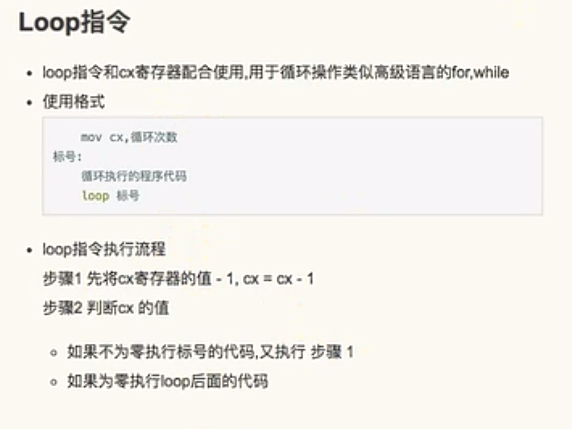 Loop指令
loop指令和cx寄存器配合使用,用于循环操作类似高级语言的for,while
使用格式
mov cx,循环次数
标号:
循环执行的程序代码
loop 标号
loop指令执行流程
步骤1 先将cx寄存器的值 - 1, cx = cx - 1
步骤2 判断cx 的值
如果不为零执行标号的代码,又执行 步骤 1
如果为零执行loop后面的代码